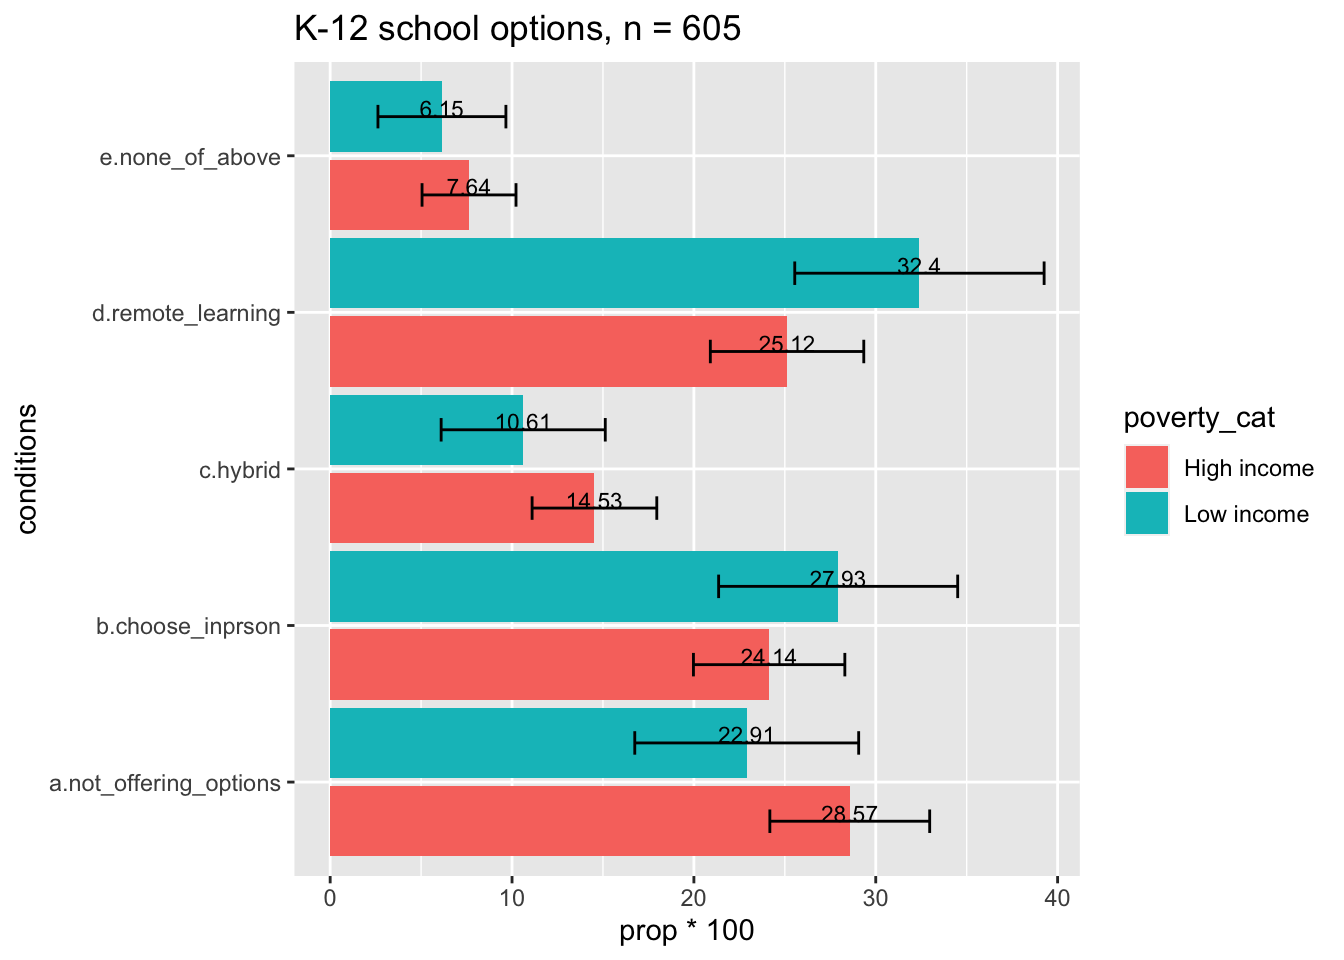 K-12 school options, n = 605
6.15
e.none_of_above
7.64
32.4
d.remote_learning
25.12
10.61
c.hybrid
14.53
27.93
b.choose_inprson
24.14
22.91
a.not_offering_options
28.57
conditions
0 10 20 30 40
prop * 100
poverty_cat
High income
Low income